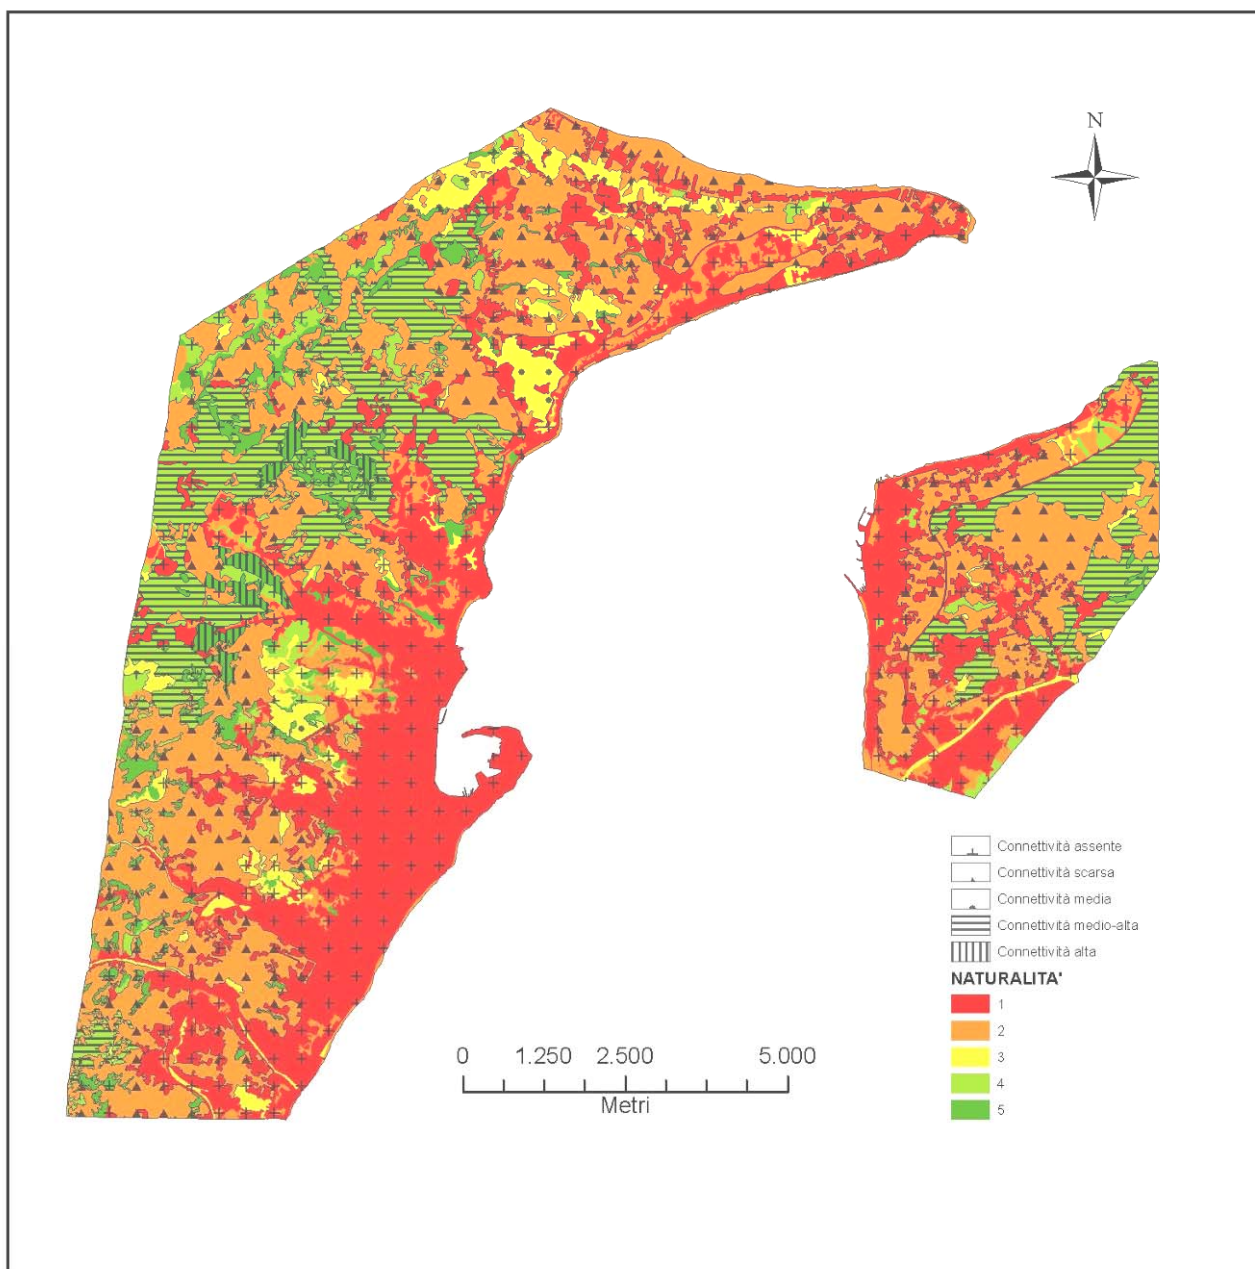 N
Connettività assente
Connettività scarsa
Connettività media
Connettività medio-alta
Connettività alta
NATURALITA'
1
2
3
4
5
0 1.250 2.500 5.000
Metri